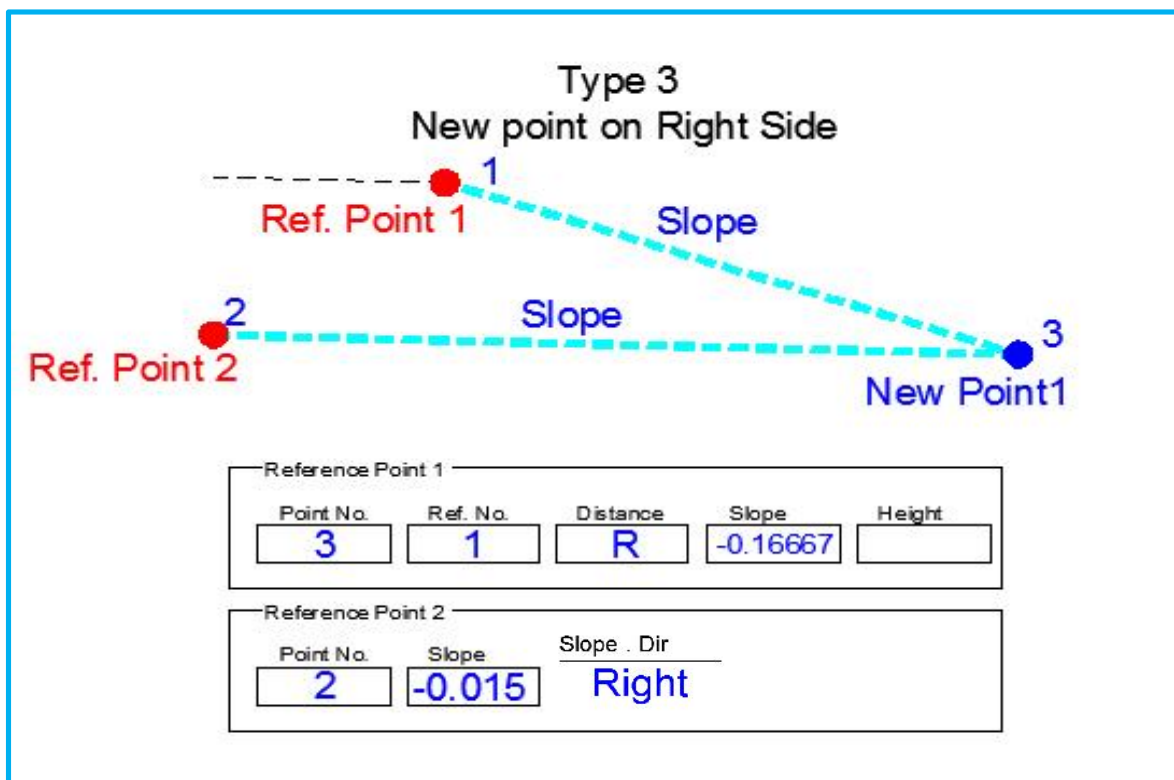 Type 3
New point on Right Side
1
Ref. Point 1
Slope
2
Slope
3
Ref. Point 2
New Point1
Reference Point 1
Point No. Ref. No. Distance Slope Height
3 1 R -0.16667
Reference Point 2
Point No. Slope Slope . Dir
2 -0.015 Right